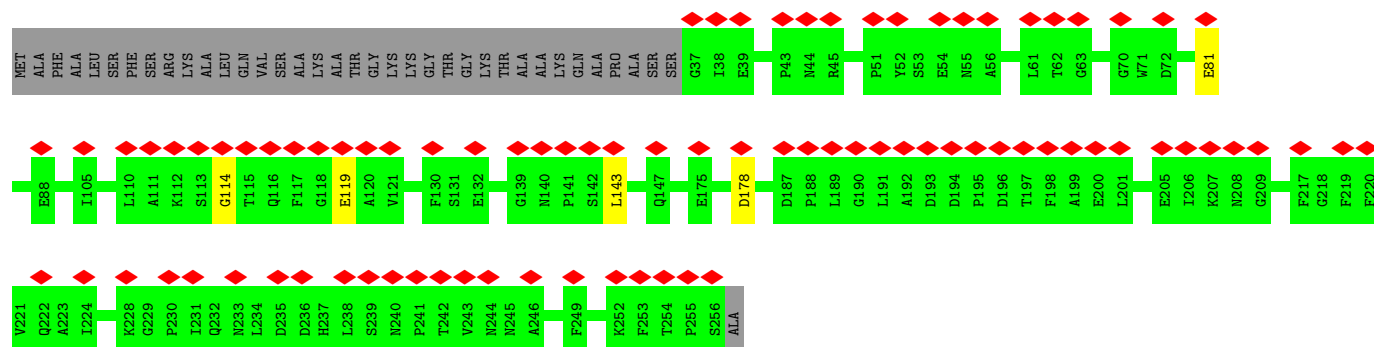 MET ALA PHE ALA LEU SER PHE SER ARG LYS ALA LEU GLN VAL SER ALA LYS ALA THR GLY LYS LYS GLY THR GLY LYS THR ALA ALA LYS GLN ALA PRO ALA SER SER G37 I38 E39 P43 N44 R45 P51 Y52 S53 E54 N55 A56 L61 T62 G63 G70 W71 D72 E81
E88 I105 L110 A111 K112 S113 G114 T115 Q116 F117 G118 E119 A120 V121 F130 S131 E132 G139 N140 P141 S142 L143 Q147 E175 D178 D187 P188 L189 G190 L191 A192 D193 D194 P195 D196 T197 F198 A199 E200 L201 E205 I206 K207 N208 G209 F217 G218 F219 F220
V221 Q222 A223 I224 K228 G229 P230 I231 Q232 N233 L234 D235 D236 H237 L238 S239 N240 P241 T242 V243 N244 N245 A246 F249 K252 F253 T254 P255 S256 ALA